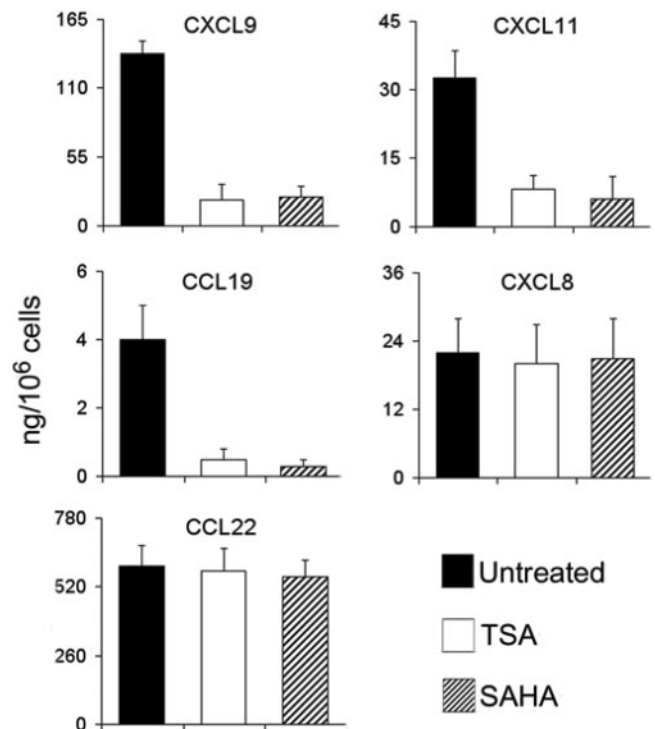 CXCL9
165
110
55
0
CXCL11
45
30
15
0
ng/10⁶ cells
CCL19
6
4
2
0
CXCL8
36
24
12
0
CCL22
780
520
260
0
Untreated
TSA
SAHA